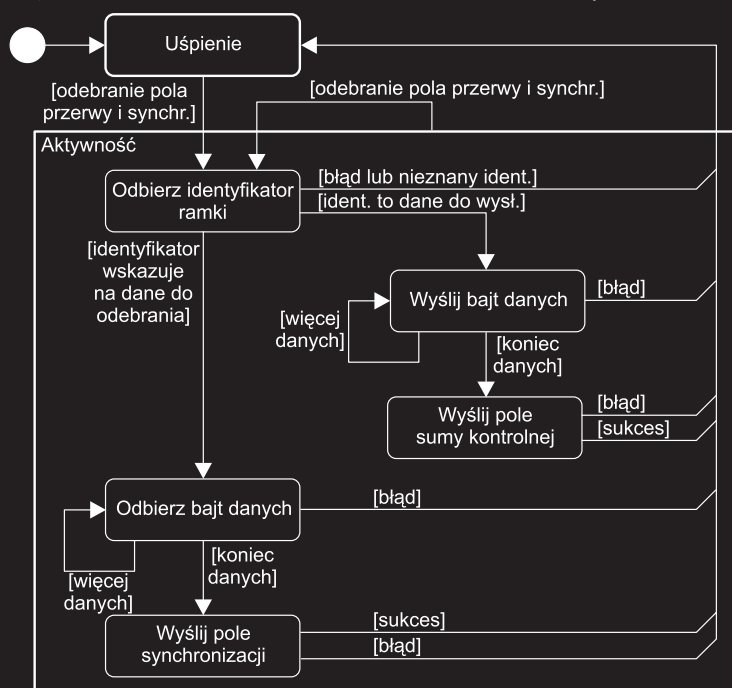 Uśpienie
[odebranie pola
przerwy i synchr.]
[odebranie pola przerwy i synchr.]
Aktywność
Odbierz identyfikator
ramki
[błąd lub nieznany ident.]
[ident. to dane do wysł.]
[identyfikator
wskazuje
na dane do
odebrania]
Wyślij bajt danych
[błąd]
[więcej
danych]
[koniec
danych]
Wyślij pole
sumy kontrolnej
[błąd]
[sukces]
Odbierz bajt danych
[błąd]
[więcej
danych]
[koniec
danych]
Wyślij pole
synchronizacji
[sukces]
[błąd]